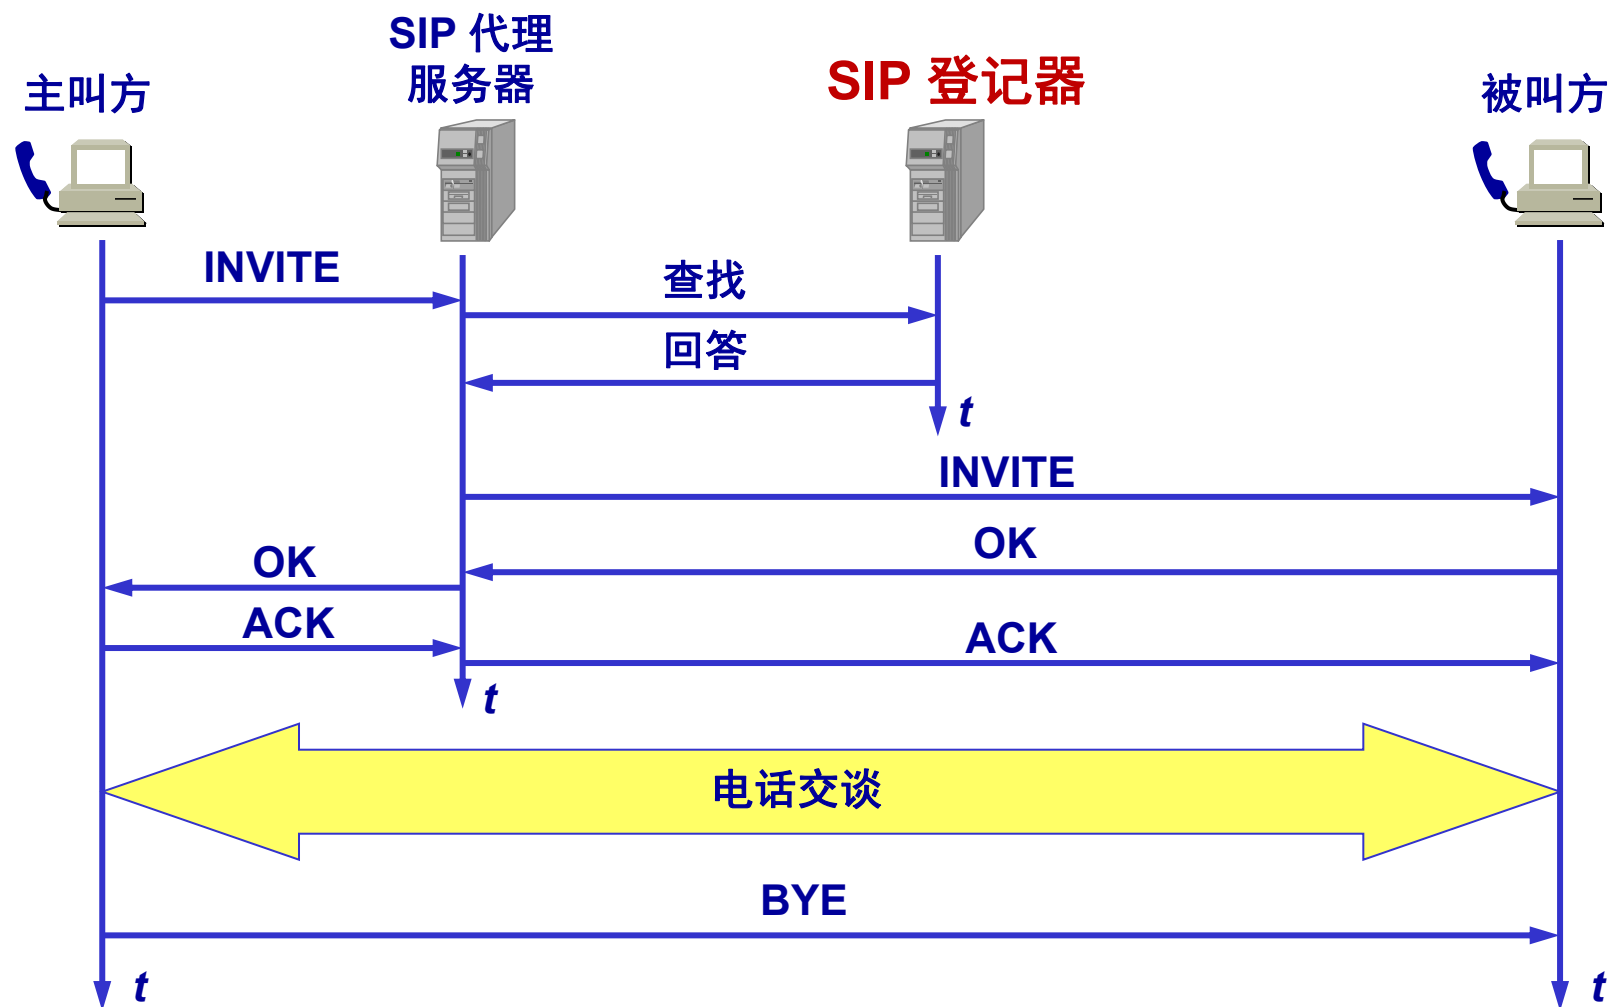 SIP 代理
服务器
主叫方
SIP 登记器
被叫方
INVITE
查找
回答
t
INVITE
OK
OK
ACK
ACK
t
电话交谈
BYE
t
t